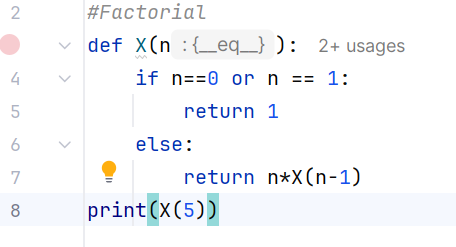 2 #Factorial
def X(n : {__eq__} ): 2+ usages
4 if n==0 or n == 1:
5 return 1
6 else:
7 return n*X(n-1)
8 print(X(5))